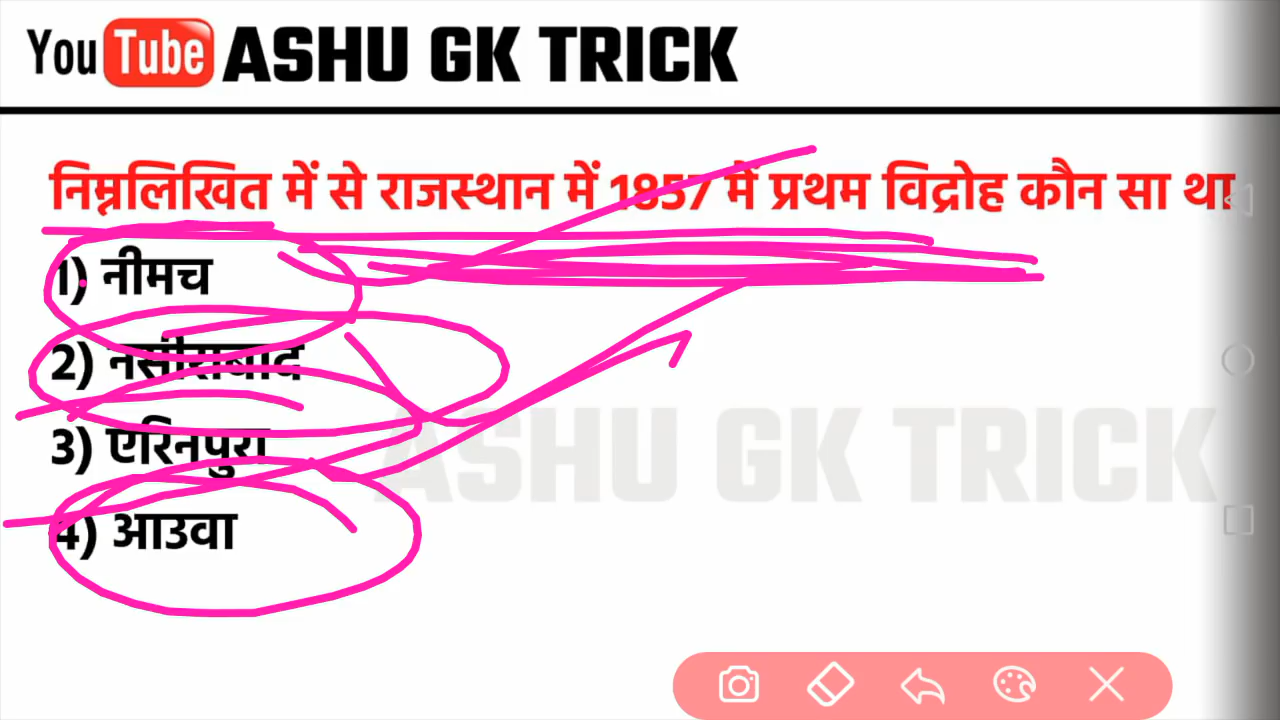 YouTube ASHU GK TRICK
निम्नलिखित में से राजस्थान में 1857 में प्रथम विद्रोह कौन सा था
1) नीमच
2) नसीराबाद
3) एरिनपुरा
ASHU GK TRICK
4) आउवा